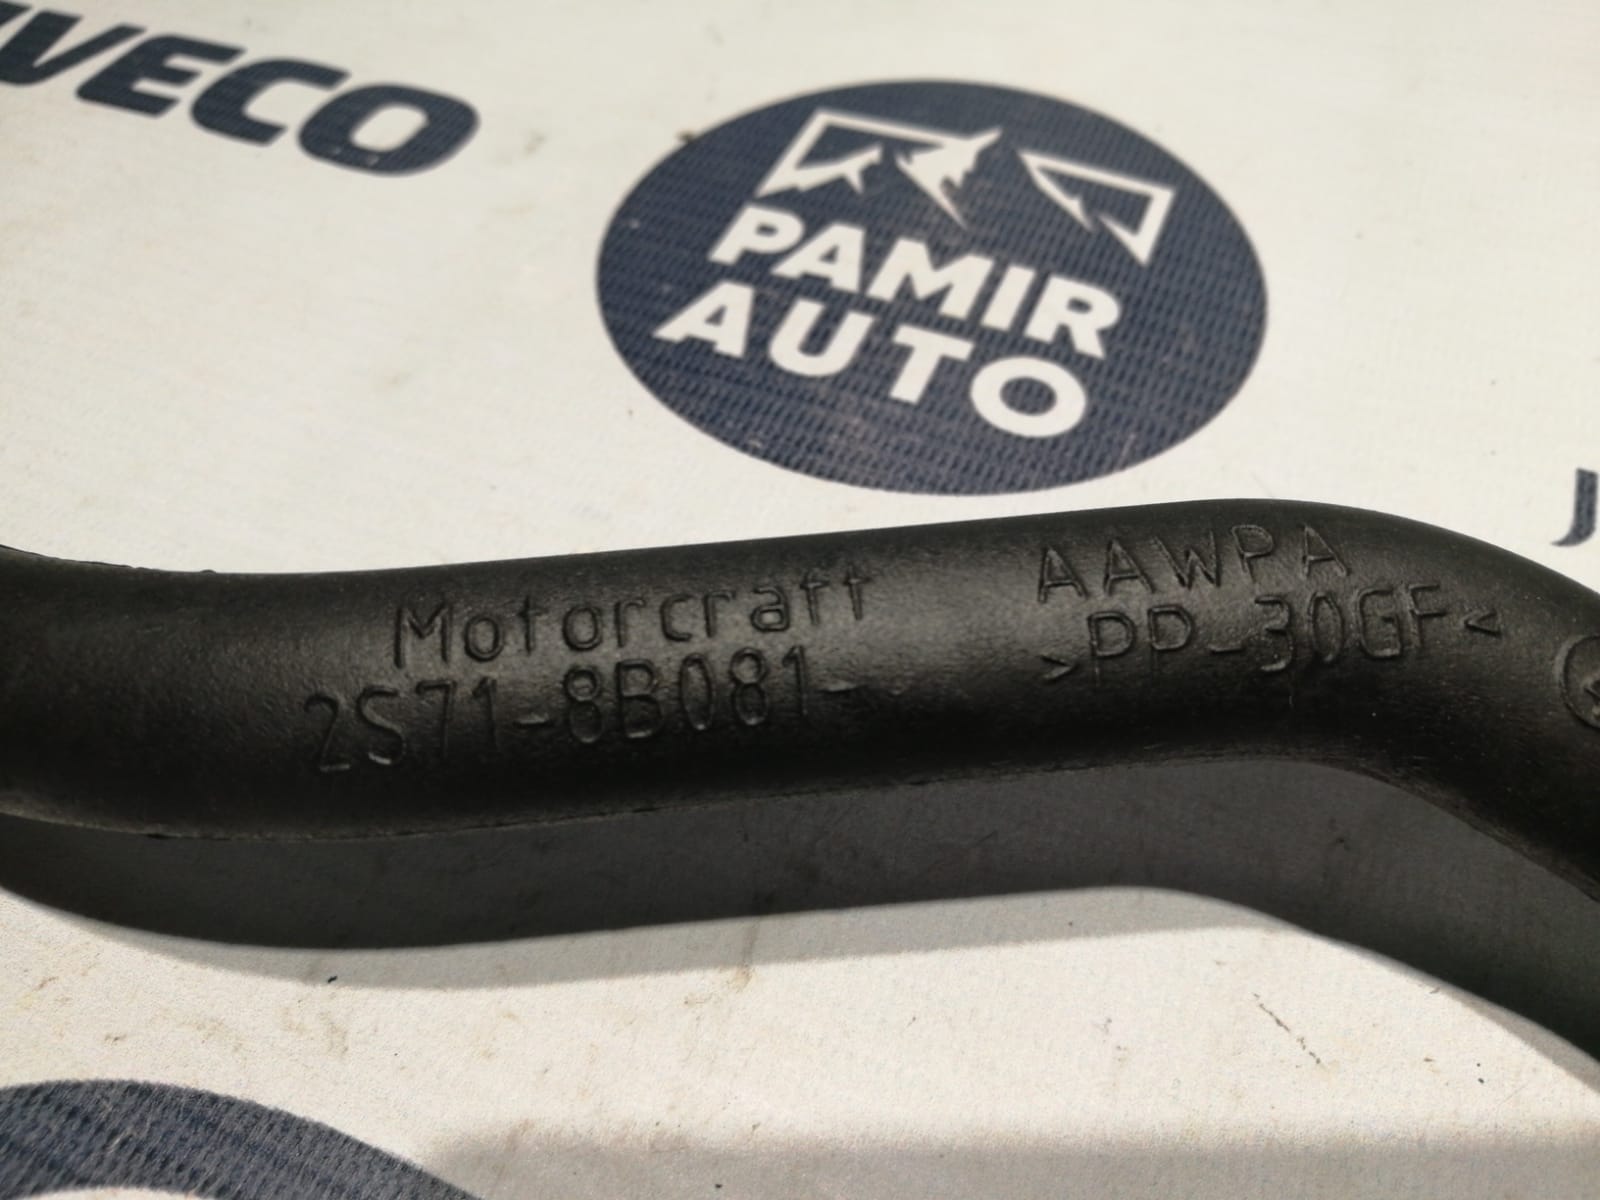 IVECO
PAMIR
AUTO
Motorcraft
2S71-8B081-
AAWPA
>PP-30GF<
J